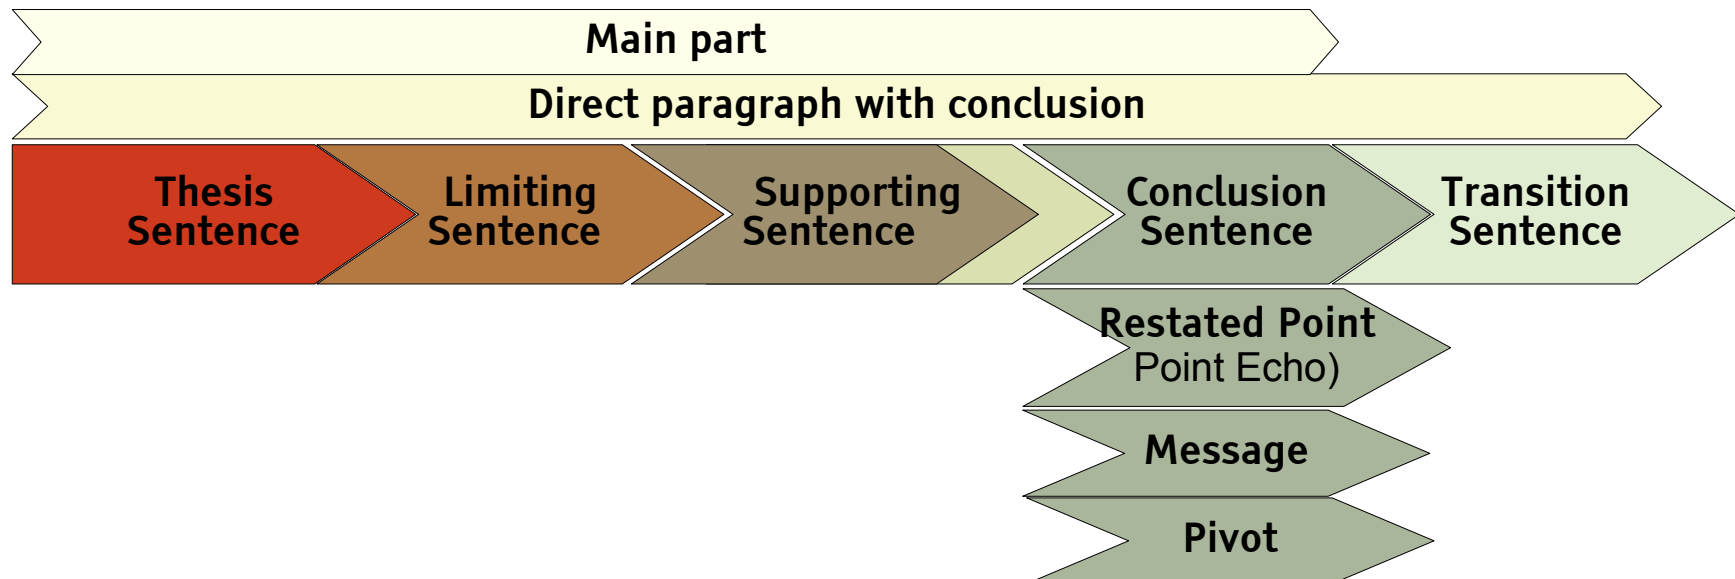 Main part
Direct paragraph with conclusion
Thesis
Sentence
Limiting
Sentence
Supporting
Sentence
Conclusion
Sentence
Transition
Sentence
Restated Point
Point Echo)
Message
Pivot